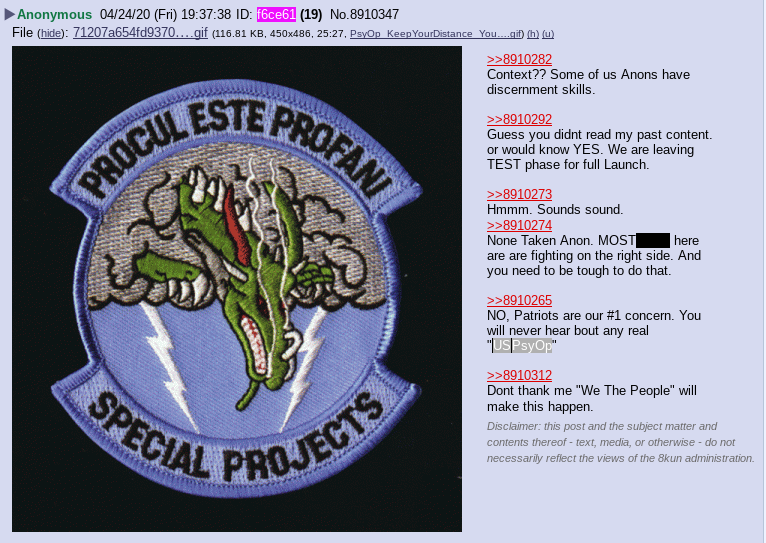 Anonymous 04/24/20 (Fri) 19:37:38 ID: f6ce61 (19) No.8910347
File (hide): 71207a654fd9370….gif (116.81 KB, 450x486, 25:27, PsyOp_KeepYourDistance_You….gif) (h) (u)
PROCUL ESTE PROFANI
SPECIAL PROJECTS
>>8910282
Context?? Some of us Anons have
discernment skills.
>>8910292
Guess you didnt read my past content.
or would know YES. We are leaving
TEST phase for full Launch.
>>8910273
Hmmm. Sounds sound.
>>8910274
None Taken Anon. MOST here
are are fighting on the right side. And
you need to be tough to do that.
>>8910265
NO, Patriots are our #1 concern. You
will never hear bout any real
"USPsyOp"
>>8910312
Dont thank me "We The People" will
make this happen.
Disclaimer: this post and the subject matter and
contents thereof - text, media, or otherwise - do not
necessarily reflect the views of the 8kun administration.